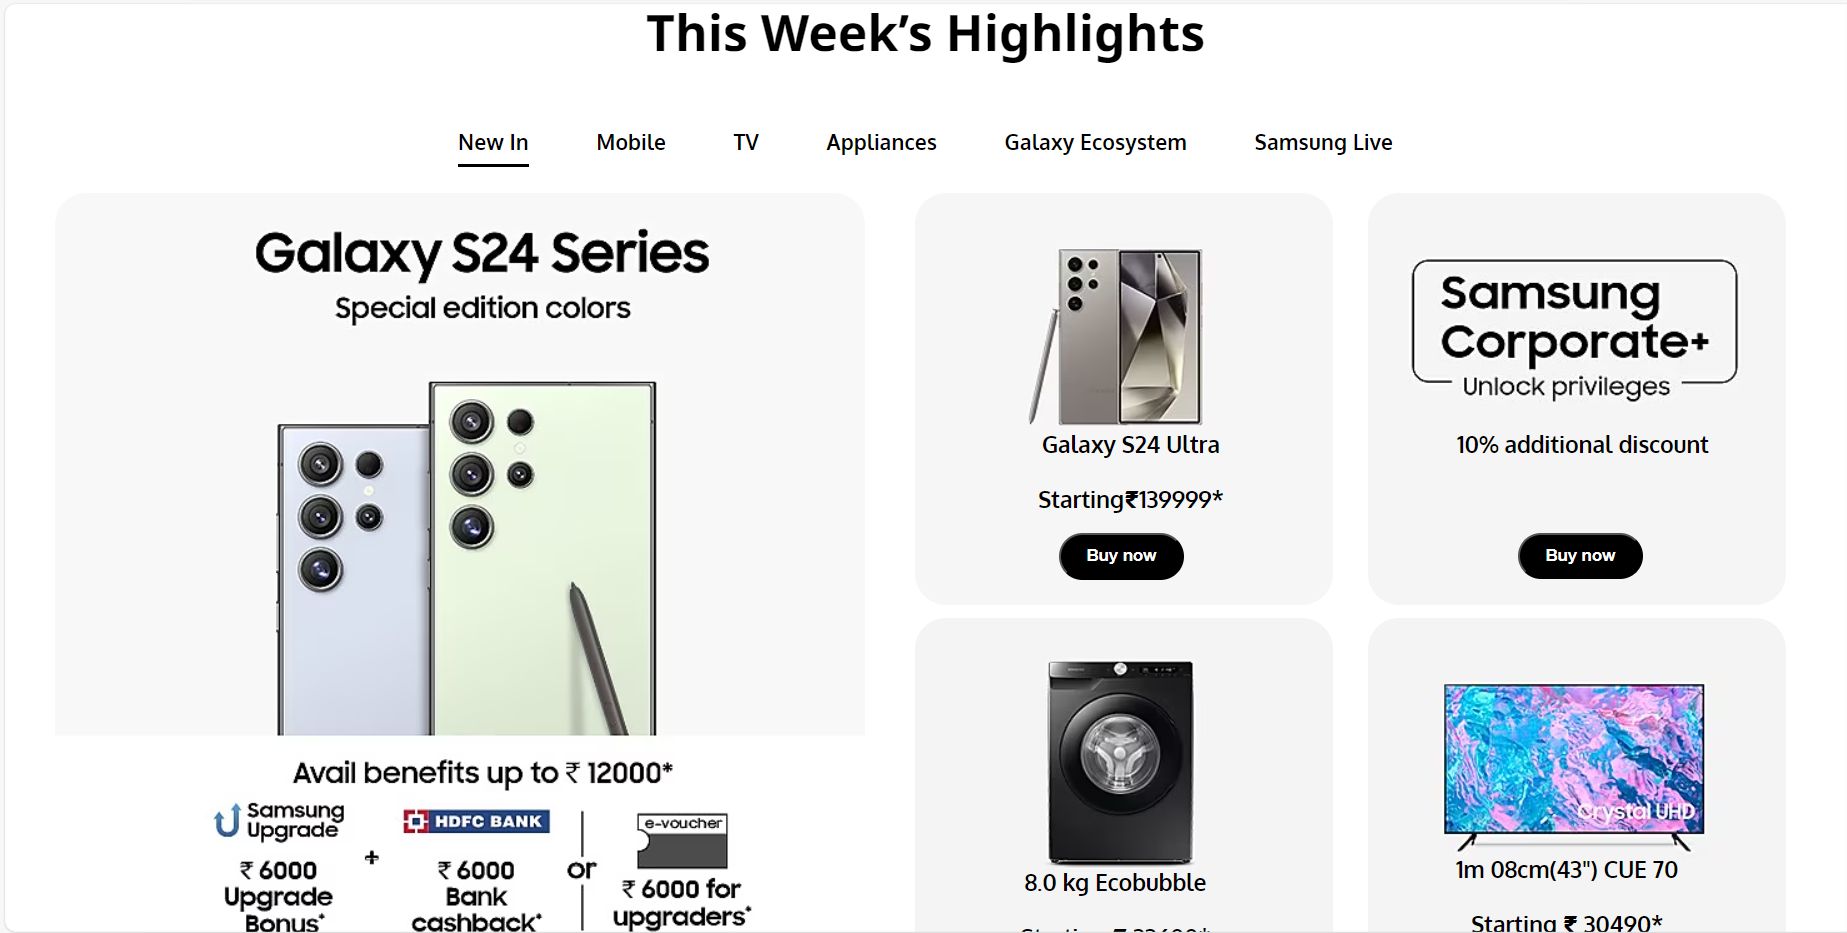 This Week’s Highlights
New In
Mobile
TV
Appliances
Galaxy Ecosystem
Samsung Live
Galaxy S24 Series
Special edition colors
Avail benefits up to ₹ 12000*
Samsung
Upgrade
₹ 6000
Upgrade
Bonus*
+
HDFC BANK
₹ 6000
Bank
cashback*
or
e-voucher
₹ 6000 for
upgraders*
Galaxy S24 Ultra
Starting₹139999*
Buy now
Samsung
Corporate+
Unlock privileges
10% additional discount
Buy now
8.0 kg Ecobubble
Crystal UHD
1m 08cm(43") CUE 70
Starting ₹ 30490*